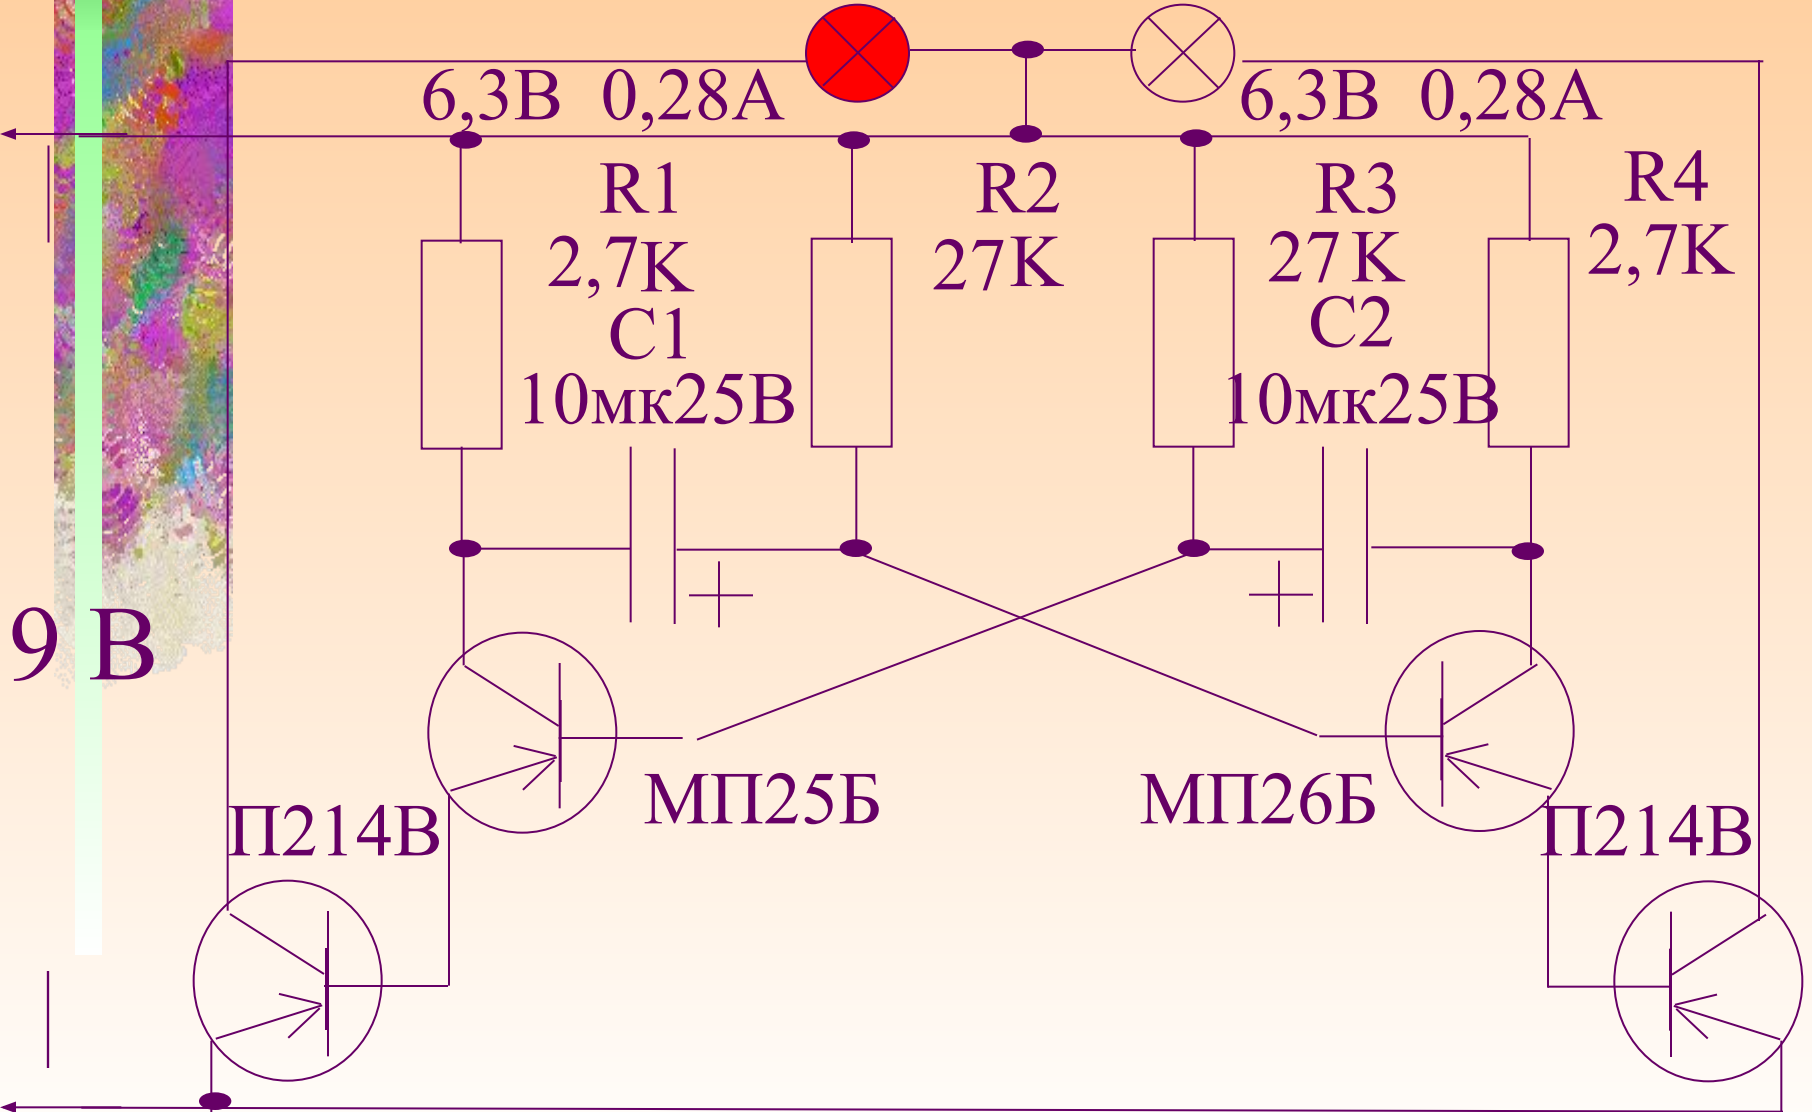 6,3В 0,28А
6,3В 0,28А
R1
2,7К
С1
10мк25В
R2
27К
R3
27К
С2
10мк25В
R4
2,7К
9 В
МП25Б
МП26Б
П214В
П214В